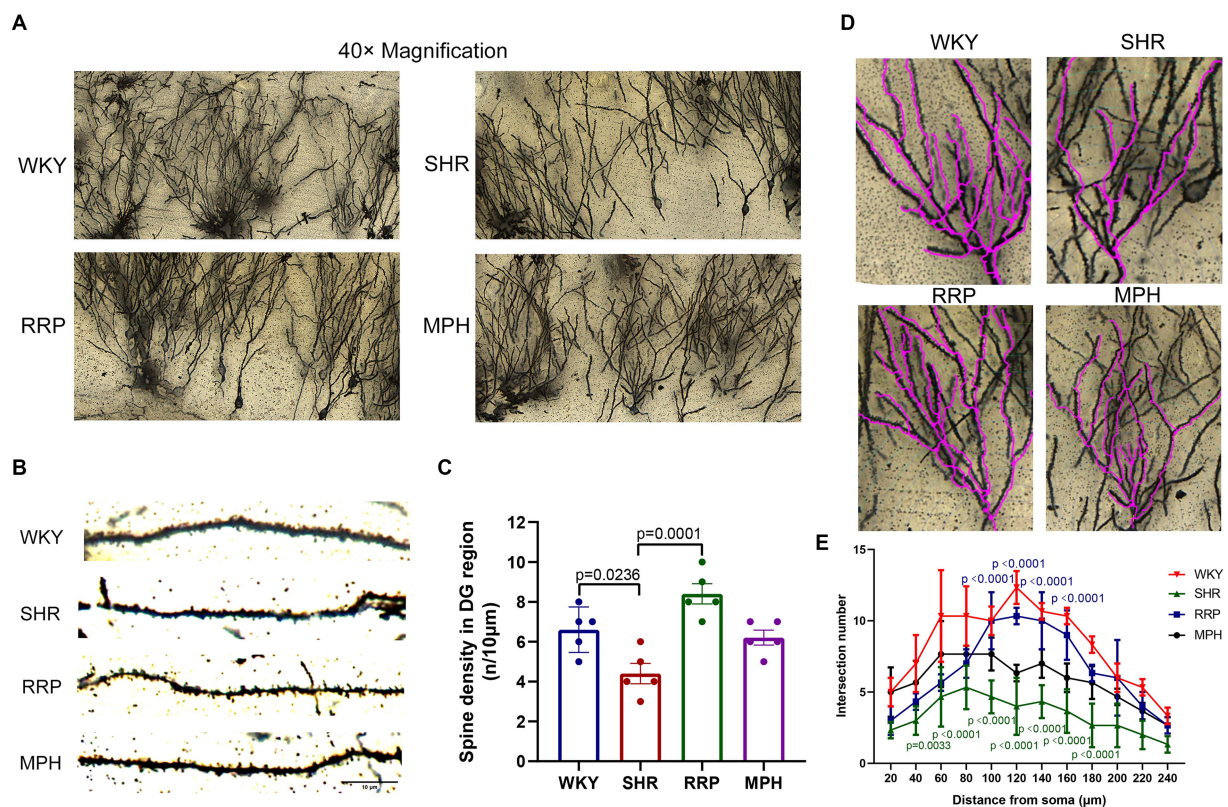 A
40× Magnification
WKY
SHR
RRP
MPH
B
WKY
SHR
RRP
MPH
10 μm
C
Spine density in DG region
(n/10μm)
12
10
8
6
4
2
0
p=0.0236
p=0.0001
WKY
SHR
RRP
MPH
D
WKY
SHR
RRP
MPH
E
Intersection number
15
10
5
0
p <0.0001
p <0.0001
p <0.0001
p <0.0001
p=0.0033
p <0.0001
p <0.0001
p <0.0001
p <0.0001
p <0.0001
p <0.0001
WKY
SHR
RRP
MPH
20 40 60 80 100 120 140 160 180 200 220 240
Distance from soma (μm)